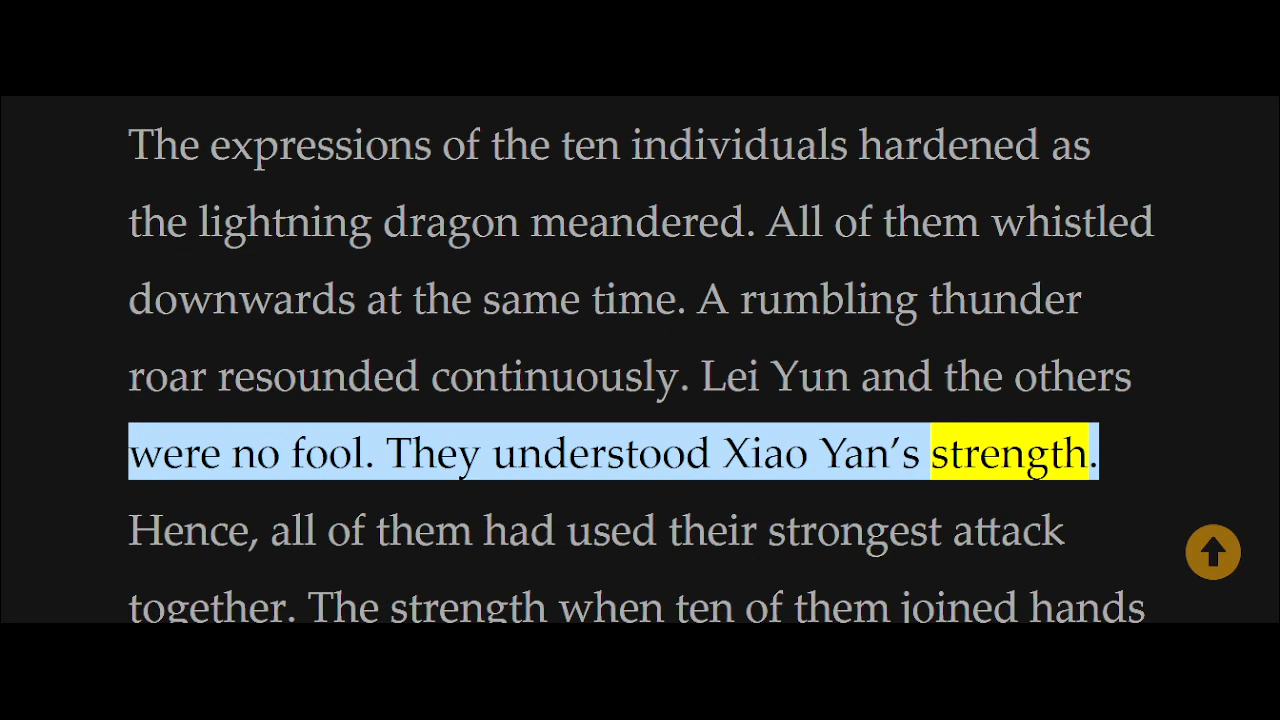 The expressions of the ten individuals hardened as
the lightning dragon meandered. All of them whistled
downwards at the same time. A rumbling thunder
roar resounded continuously. Lei Yun and the others
were no fool. They understood Xiao Yan’s strength.
Hence, all of them had used their strongest attack
together. The strength when ten of them joined hands